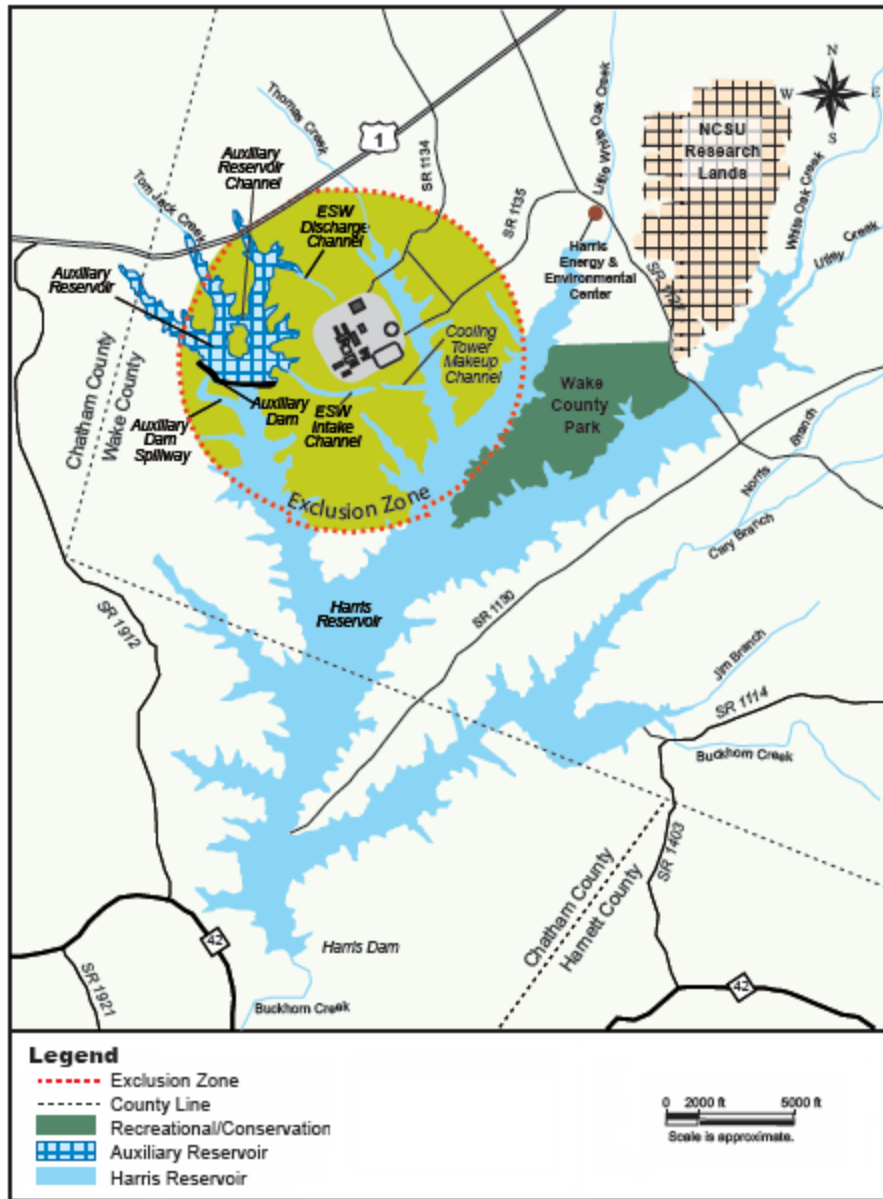 N
W
E
S
NCSU
Research
Lands
Thomas Creek
Little White Oak Creek
1
SR 1134
Auxiliary
Reservoir
Channel
Tom Jack Creek
ESW
Discharge
Channel
SR 1135
White Oak Creek
Utley Creek
Harris
Energy &
Environmental
Center
Auxiliary
Reservoir
Chatham County
Wake County
Cooling
Tower
Makeup
Channel
Auxiliary
Dam
Spillway
Auxiliary
Dam
ESW
Intake
Channel
Wake
County
Park
Exclusion Zone
Norris
Branch
Cary Branch
Harris
Reservoir
SR 1130
SR 1912
Jim Branch
SR 1114
Buckhorn Creek
SR 1403
Chatham County
Harnett County
42
Harris Dam
SR 1921
Buckhorn Creek
42
Legend
Exclusion Zone
County Line
Recreational/Conservation
Auxiliary Reservoir
Harris Reservoir
0 2000 ft 5000 ft
Scale is approximate.